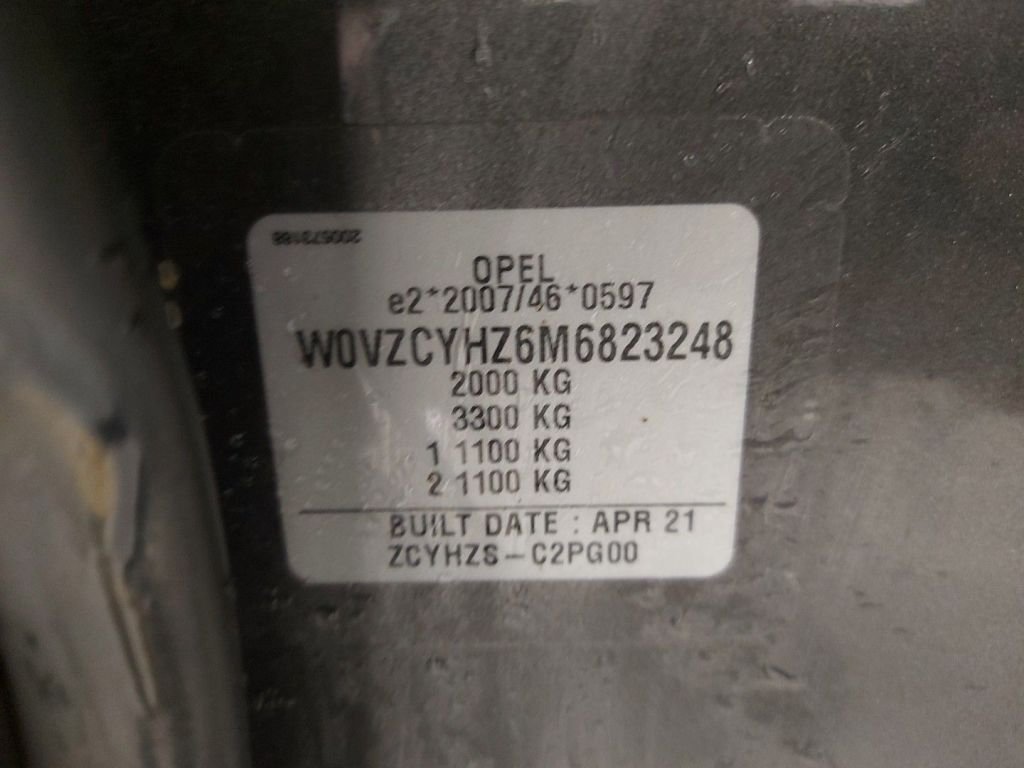 200573188
OPEL
e2*2007/46*0597
W0VZCYHZ6M6823248
2000 KG
3300 KG
1 1100 KG
2 1100 KG
BUILT DATE : APR 21
ZCYHZS-C2PG00